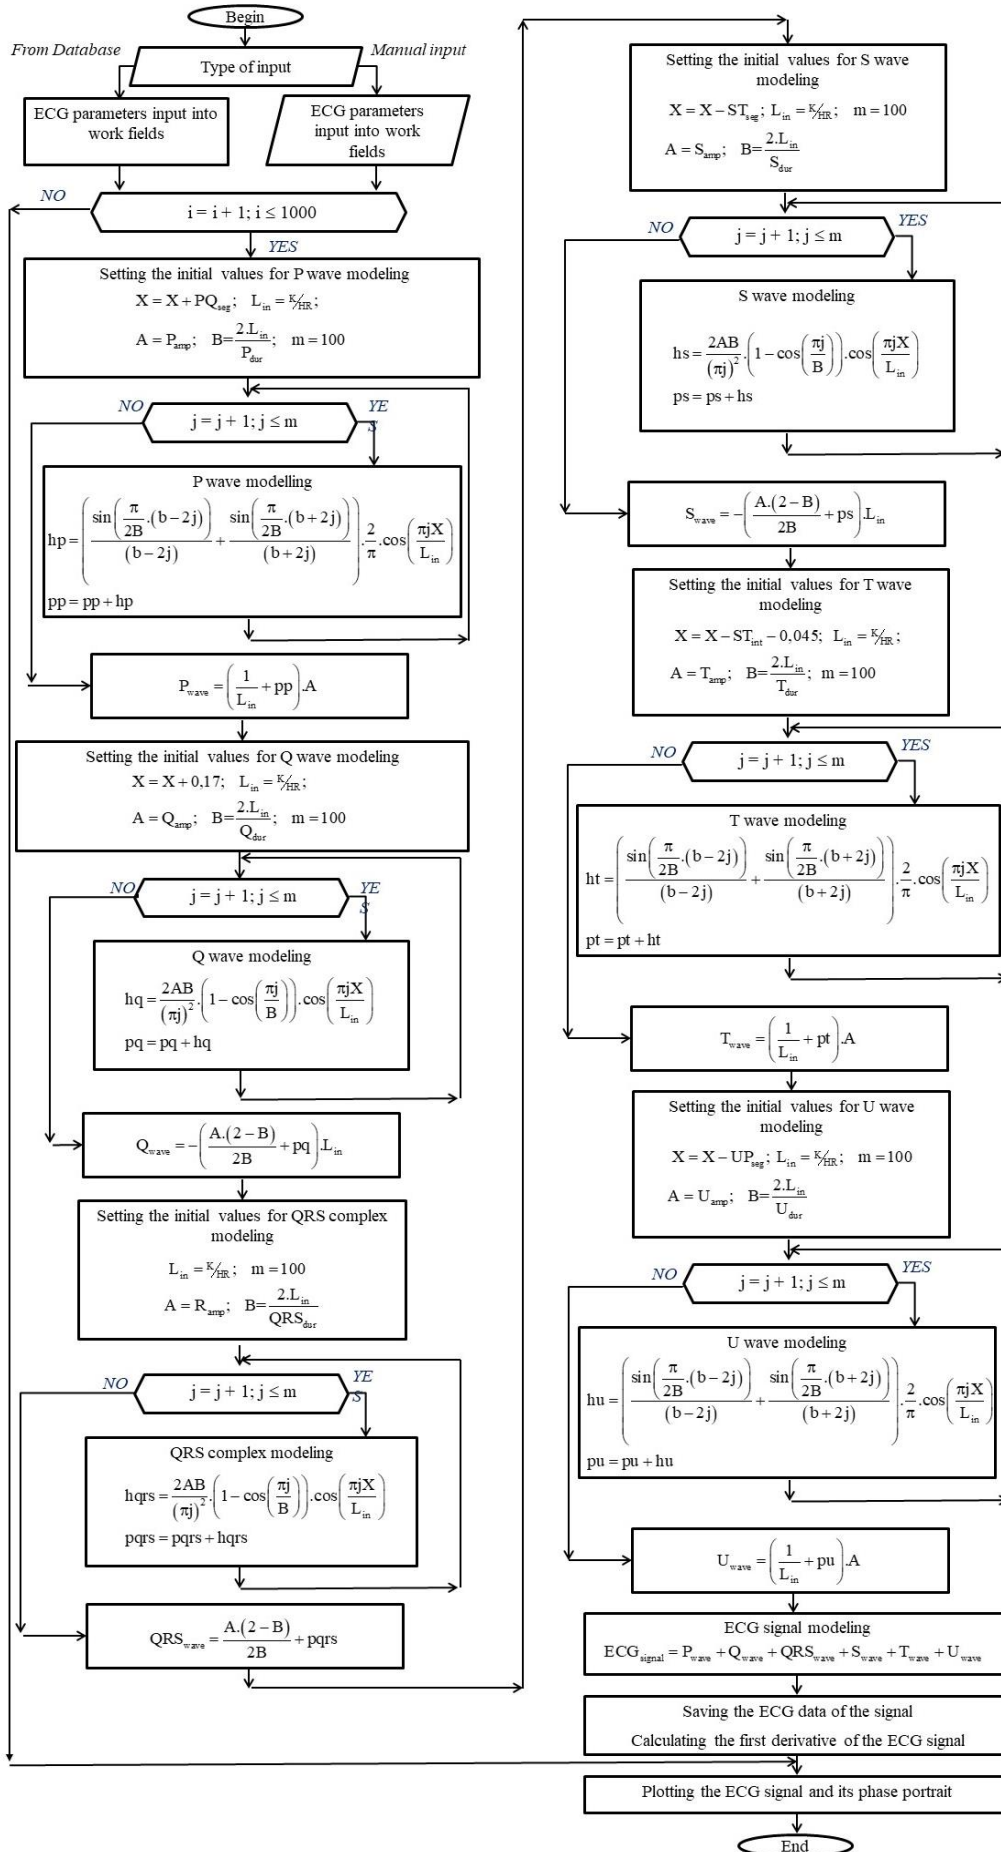 Begin
From Database
Manual input
Type of input
ECG parameters input into
work fields
ECG parameters
input into work
fields
NO
i = i + 1; i ≤ 1000
YES
Setting the initial values for P wave modeling
X = X + PQ_seg; L_in = K/HR;
A = P_amp; B = 2.L_in / P_dur; m = 100
NO
j = j + 1; j ≤ m
YE
S
P wave modelling
hp = ( sin(π/2B .(b − 2j)) / (b − 2j) + sin(π/2B .(b + 2j)) / (b + 2j) ) . 2/π . cos(πjX / L_in)
pp = pp + hp
P_wave = (1/L_in + pp).A
Setting the initial values for Q wave modeling
X = X + 0,17; L_in = K/HR;
A = Q_amp; B = 2.L_in / Q_dur; m = 100
NO
j = j + 1; j ≤ m
YE
S
Q wave modeling
hq = 2AB/(πj)² . (1 − cos(πj/B)) . cos(πjX / L_in)
pq = pq + hq
Q_wave = −(A.(2 − B)/2B + pq).L_in
Setting the initial values for QRS complex
modeling
L_in = K/HR; m = 100
A = R_amp; B = 2.L_in / QRS_dur
NO
j = j + 1; j ≤ m
YE
S
QRS complex modeling
hqrs = 2AB/(πj)² . (1 − cos(πj/B)) . cos(πjX / L_in)
pqrs = pqrs + hqrs
QRS_wave = A.(2 − B)/2B + pqrs
Setting the initial values for S wave
modeling
X = X − ST_seg; L_in = K/HR; m = 100
A = S_amp; B = 2.L_in / S_dur
NO
j = j + 1; j ≤ m
YES
S wave modeling
hs = 2AB/(πj)² . (1 − cos(πj/B)) . cos(πjX / L_in)
ps = ps + hs
S_wave = −(A.(2 − B)/2B + ps).L_in
Setting the initial values for T wave
modeling
X = X − ST_int − 0,045; L_in = K/HR;
A = T_amp; B = 2.L_in / T_dur; m = 100
NO
j = j + 1; j ≤ m
YES
T wave modeling
ht = ( sin(π/2B .(b − 2j)) / (b − 2j) + sin(π/2B .(b + 2j)) / (b + 2j) ) . 2/π . cos(πjX / L_in)
pt = pt + ht
T_wave = (1/L_in + pt).A
Setting the initial values for U wave
modeling
X = X − UP_seg; L_in = K/HR; m = 100
A = U_amp; B = 2.L_in / U_dur
NO
j = j + 1; j ≤ m
YES
U wave modeling
hu = ( sin(π/2B .(b − 2j)) / (b − 2j) + sin(π/2B .(b + 2j)) / (b + 2j) ) . 2/π . cos(πjX / L_in)
pu = pu + hu
U_wave = (1/L_in + pu).A
ECG signal modeling
ECG_signal = P_wave + Q_wave + QRS_wave + S_wave + T_wave + U_wave
Saving the ECG data of the signal
Calculating the first derivative of the ECG signal
Plotting the ECG signal and its phase portrait
End